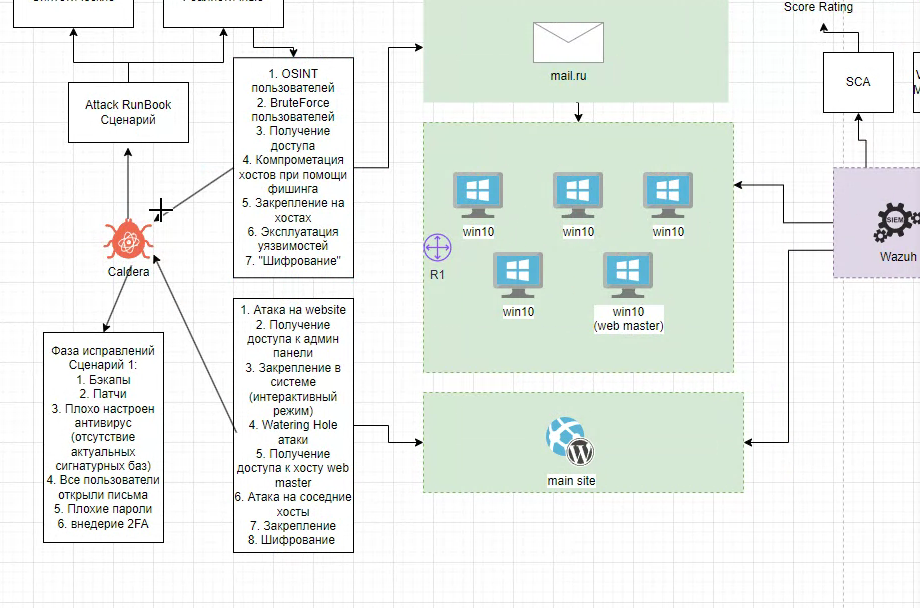 Score Rating
SCA
mail.ru
Attack RunBook
Сценарий
1. OSINT
пользователей
2. BruteForce
пользователей
3. Получение
доступа
4. Компрометация
хостов при помощи
фишинга
5. Закрепление на
хостах
6. Эксплуатация
уязвимостей
7. "Шифрование"
Caldera
win10
win10
win10
R1
win10
win10
(web master)
SIEM
Wazuh
Фаза исправлений
Сценарий 1:
1. Бэкапы
2. Патчи
3. Плохо настроен
антивирус
(отсутствие
актуальных
сигнатурных баз)
4. Все пользователи
открыли письма
5. Плохие пароли
6. внедерие 2FA
1. Атака на website
2. Получение
доступа к админ
панели
3. Закрепление в
системе
(интерактивный
режим)
4. Watering Hole
атаки
5. Получение
доступа к хосту web
master
6. Атака на соседние
хосты
7. Закрепление
8. Шифрование
main site